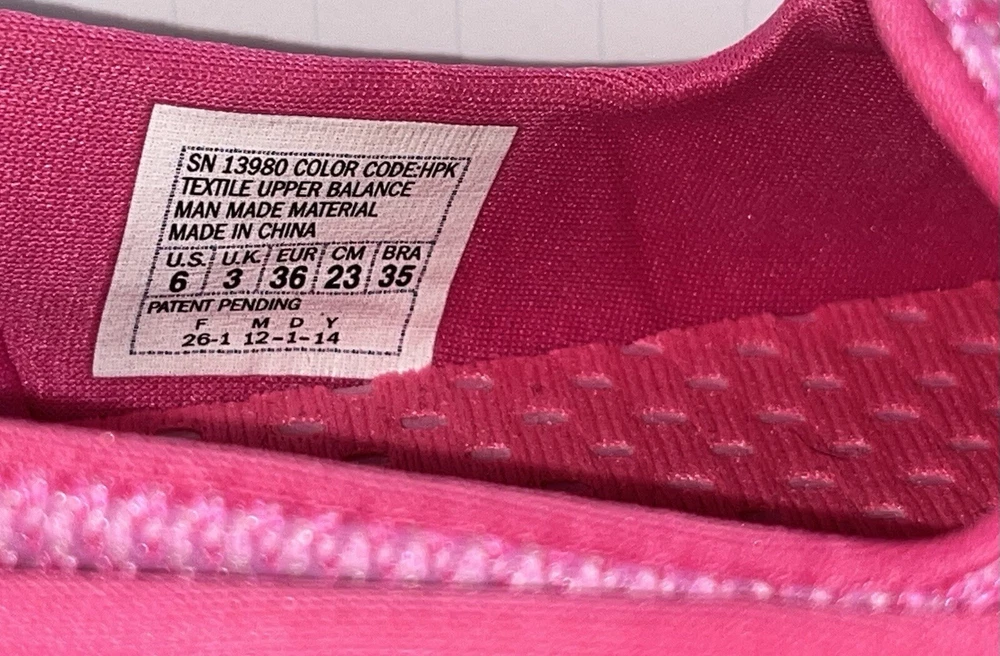 SN 13980 COLOR CODE:HPK
TEXTILE UPPER BALANCE
MAN MADE MATERIAL
MADE IN CHINA
U.S. U.K. EUR CM BRA
6 3 36 23 35
PATENT PENDING
F M D Y
26-1 12-1-14